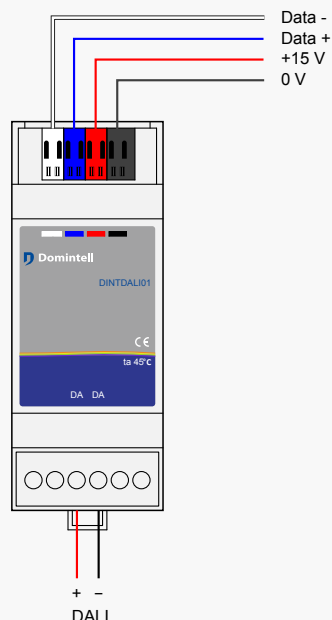 Data -
Data +
+15 V
0 V
Domintell
DINTDALI01
CE
ta 45°c
DA DA
+ –
DALI